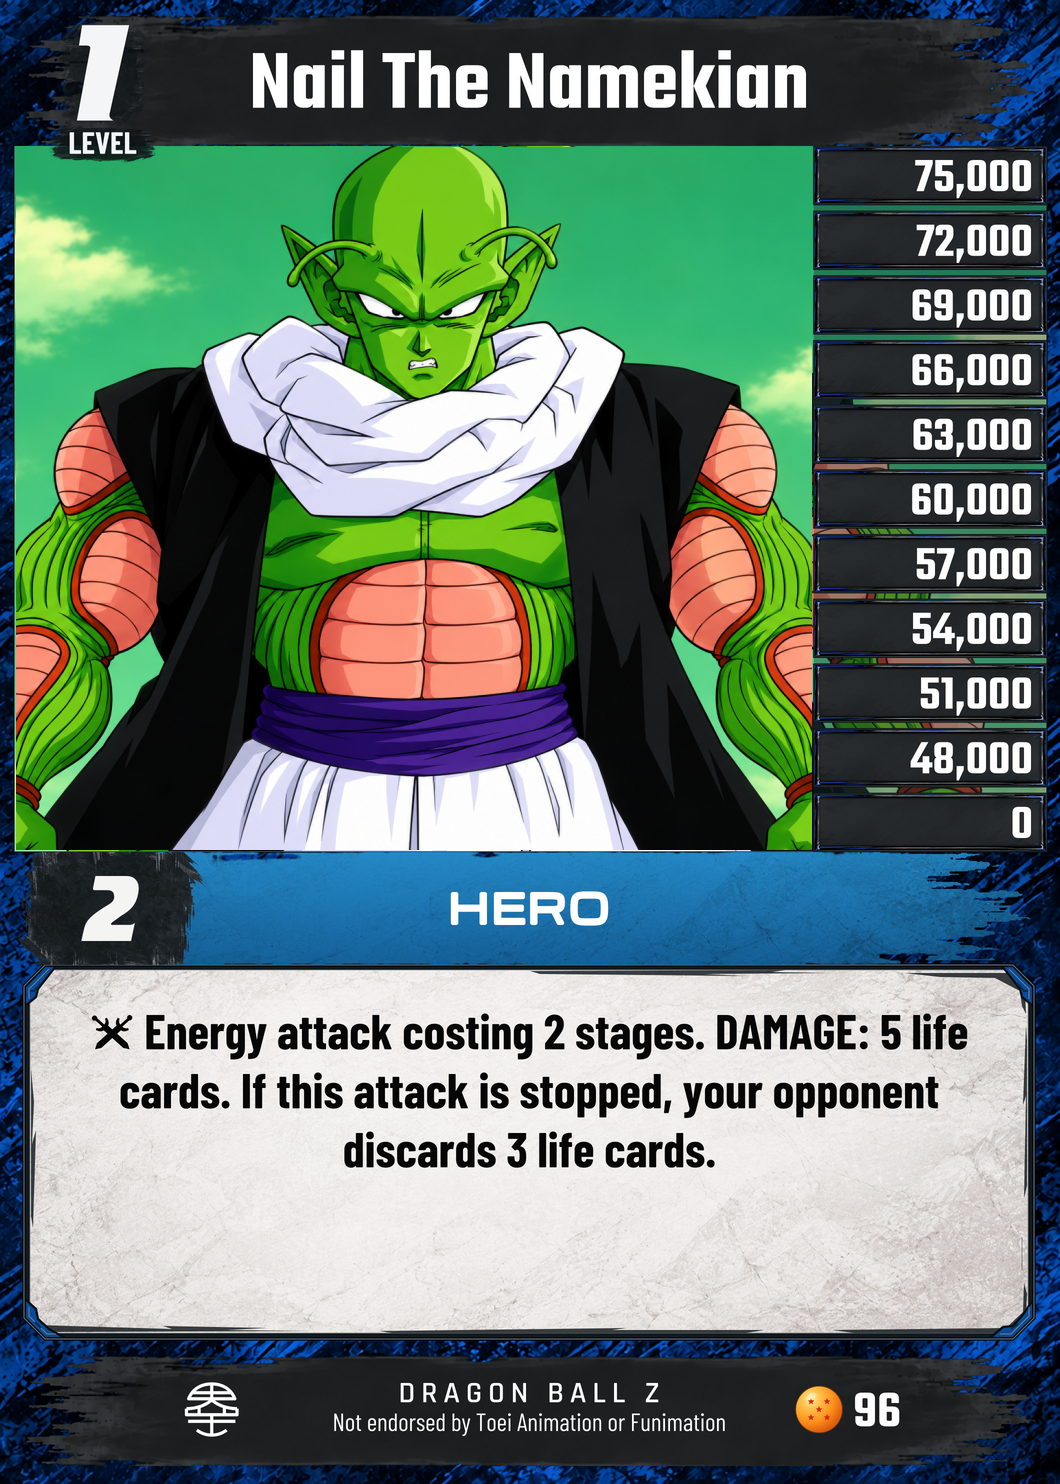 1
LEVEL
Nail The Namekian
75,000
72,000
69,000
66,000
63,000
60,000
57,000
54,000
51,000
48,000
0
2
HERO
Energy attack costing 2 stages. DAMAGE: 5 life
cards. If this attack is stopped, your opponent
discards 3 life cards.
DRAGON BALL Z
Not endorsed by Toei Animation or Funimation
96